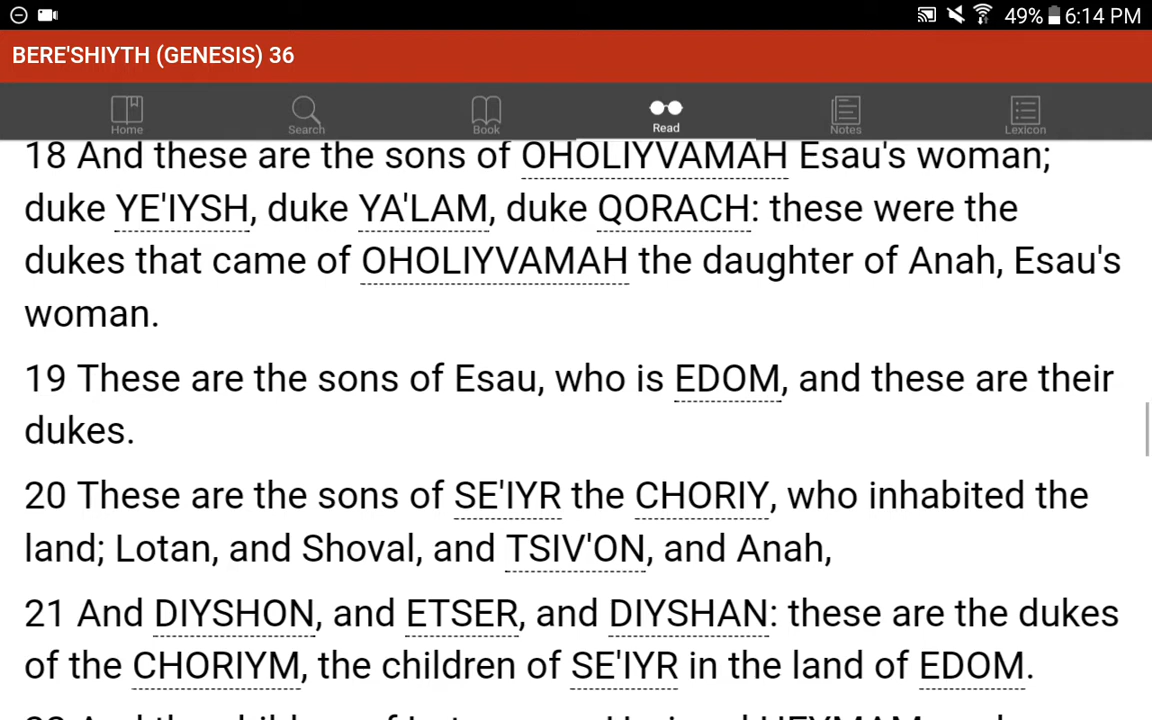 49% 6:14 PM
BERE'SHIYTH (GENESIS) 36
Home Search Book Read Notes Lexicon
18 And these are the sons of OHOLIYVAMAH Esau's woman;
duke YE'IYSH, duke YA'LAM, duke QORACH: these were the
dukes that came of OHOLIYVAMAH the daughter of Anah, Esau's
woman.
19 These are the sons of Esau, who is EDOM, and these are their
dukes.
20 These are the sons of SE'IYR the CHORIY, who inhabited the
land; Lotan, and Shoval, and TSIV'ON, and Anah,
21 And DIYSHON, and ETSER, and DIYSHAN: these are the dukes
of the CHORIYM, the children of SE'IYR in the land of EDOM.